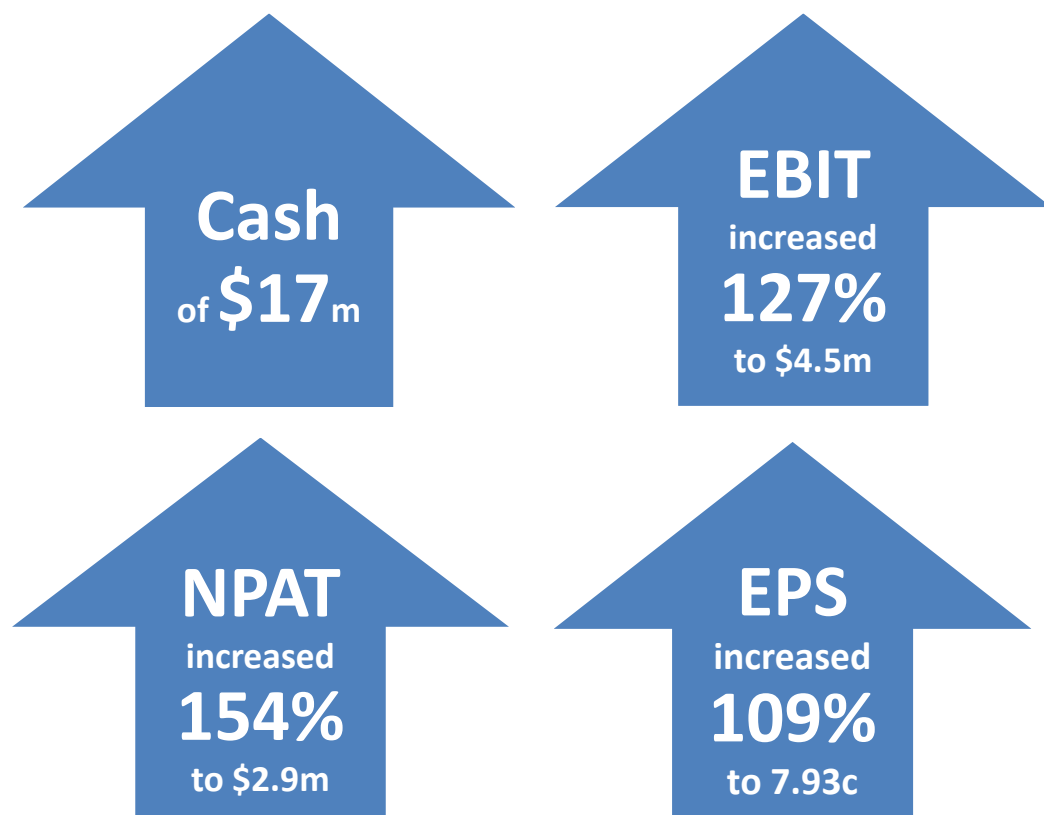 Cash
of $17m
EBIT
increased
127%
to $4.5m
NPAT
increased
154%
to $2.9m
EPS
increased
109%
to 7.93c